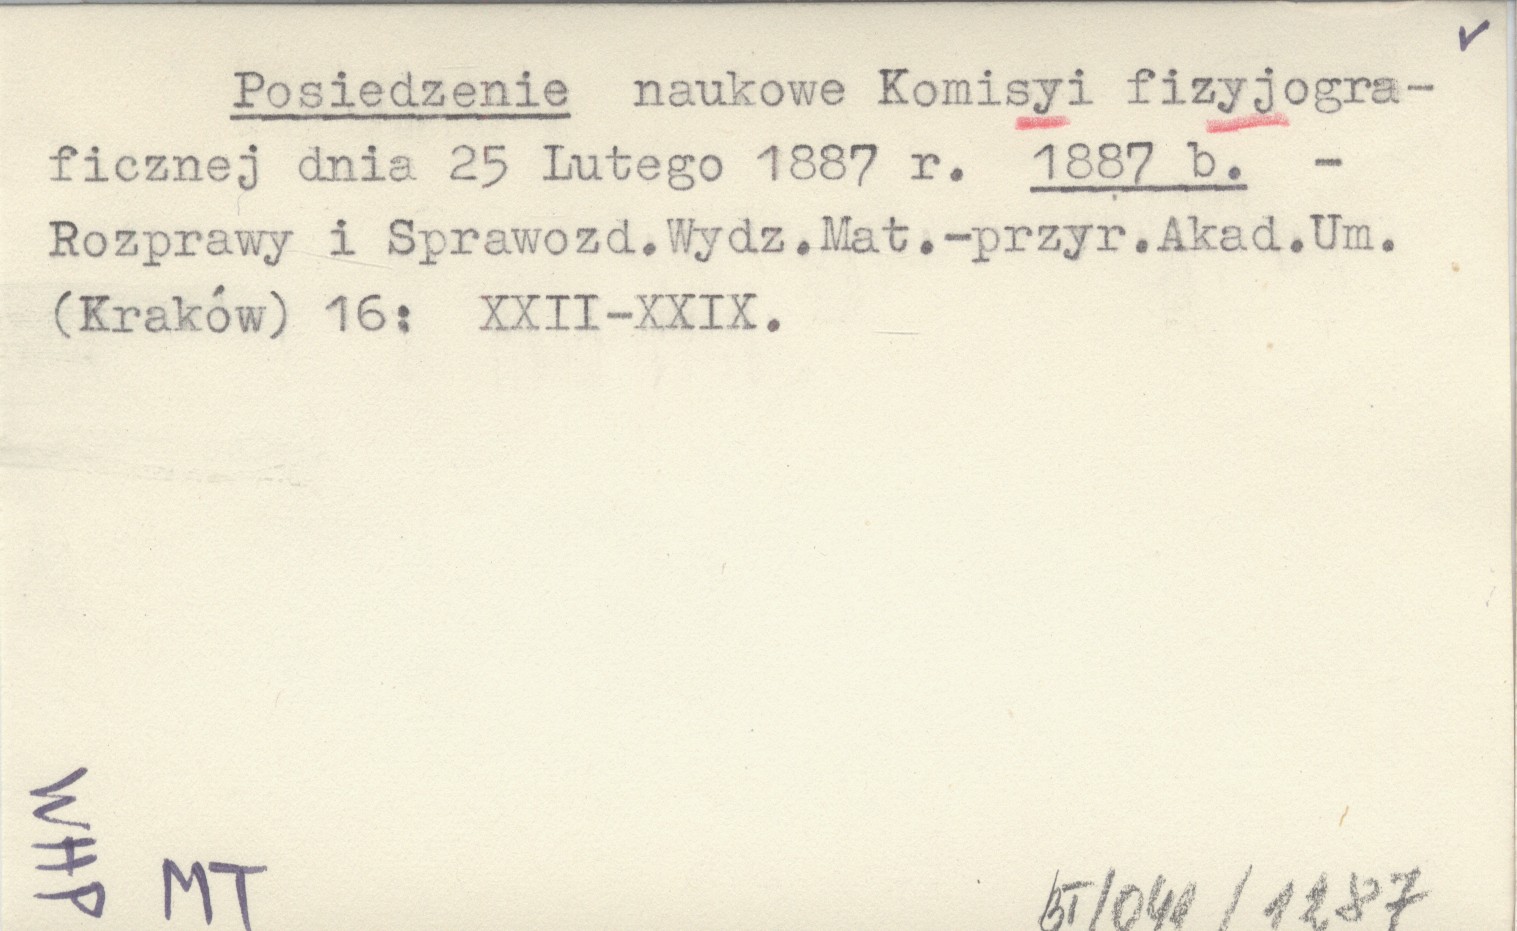 Posiedzenie naukowe Komisyi fizyjogra-
ficznej dnia 25 Lutego 1887 r. 1887 b. -
Rozprawy i Sprawozd.Wydz.Mat.-przyr.Akad.Um.
(Kraków) 16: XXII-XXIX.
WHP
MT
/ 1287